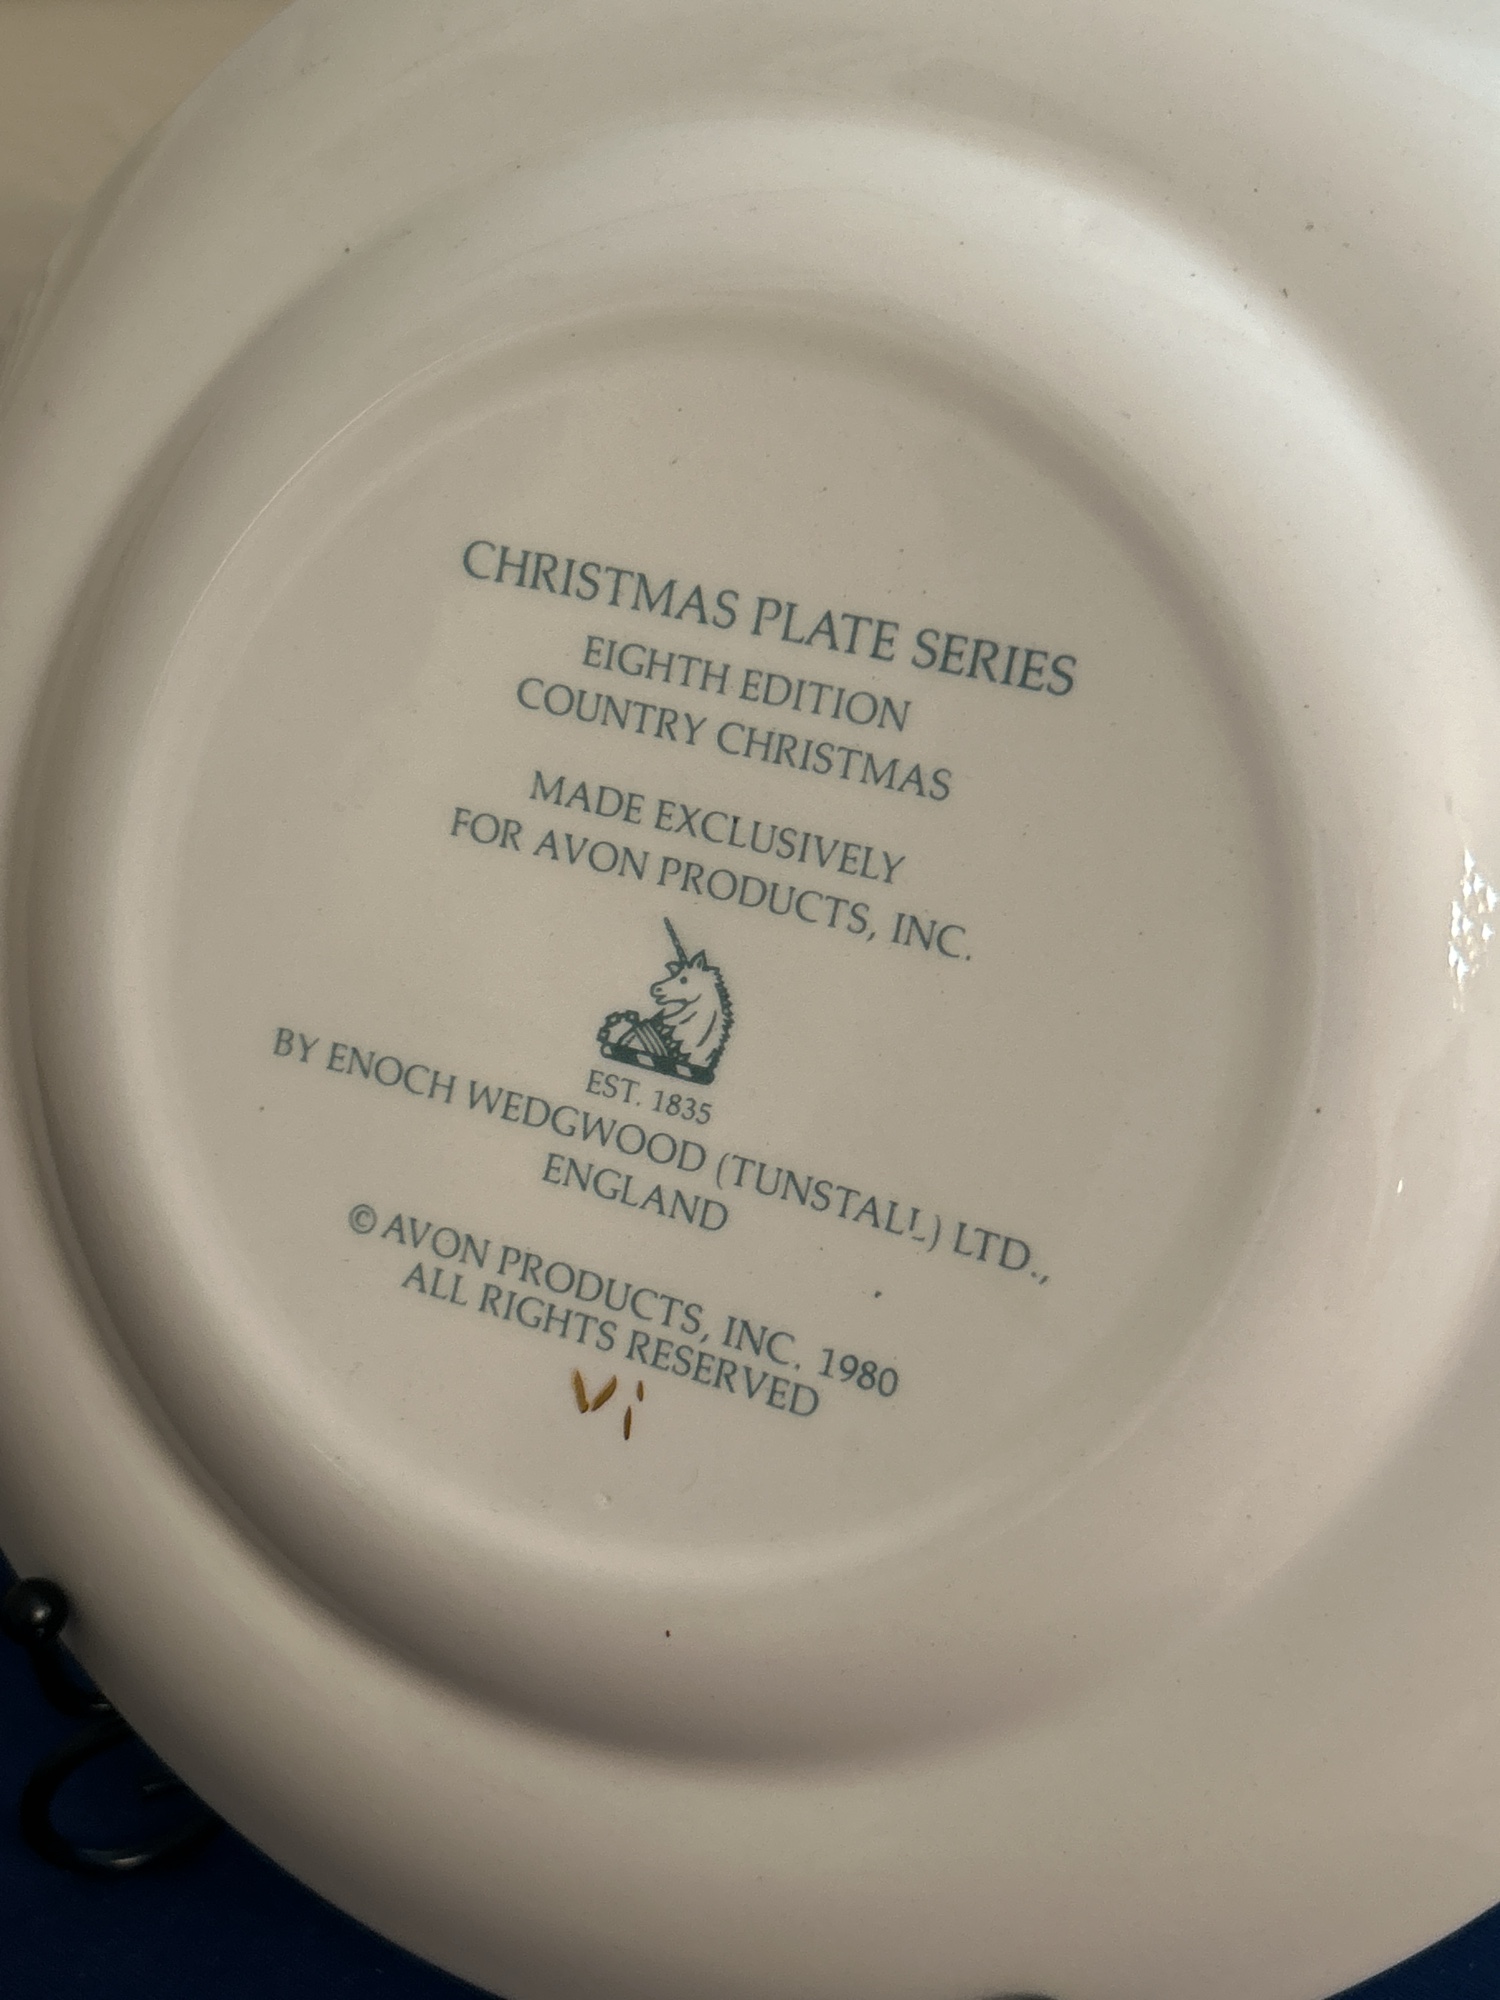 CHRISTMAS PLATE SERIES
EIGHTH EDITION
COUNTRY CHRISTMAS
MADE EXCLUSIVELY
FOR AVON PRODUCTS, INC.
EST. 1835
BY ENOCH WEDGWOOD (TUNSTALL) LTD.,
ENGLAND
© AVON PRODUCTS, INC. 1980
ALL RIGHTS RESERVED
Vi